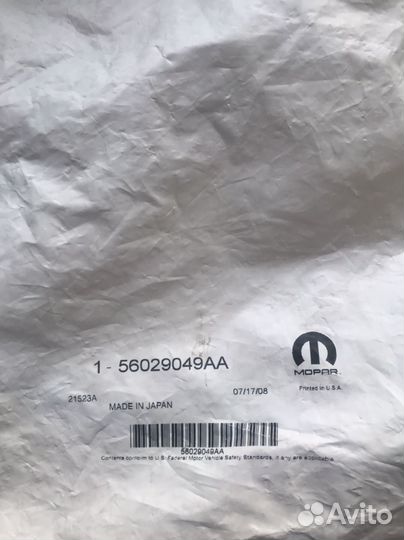 1 - 56029049AA
MOPAR
21523A
07/17/08
Printed in U.S.A.
MADE IN JAPAN
56029049AA
Contents conform to U.S. Federal Motor Vehicle Safety Standards, if any are applicable.
Avito